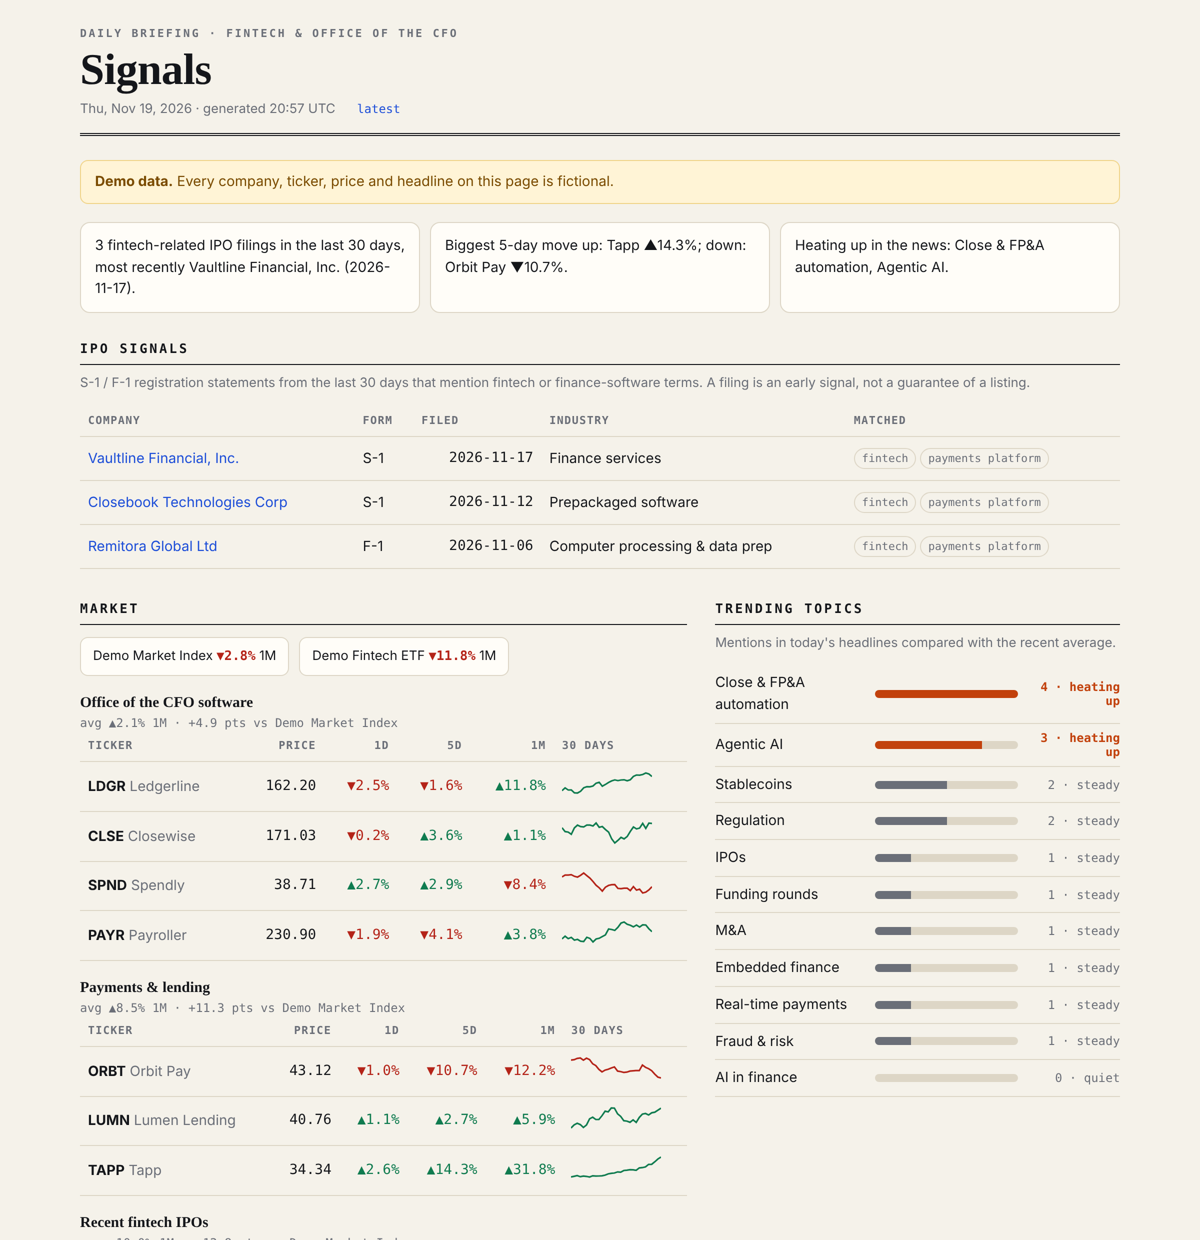 DAILY BRIEFING · FINTECH & OFFICE OF THE CFO
Signals
Thu, Nov 19, 2026 · generated 20:57 UTC latest
Demo data. Every company, ticker, price and headline on this page is fictional.
3 fintech-related IPO filings in the last 30 days,
most recently Vaultline Financial, Inc. (2026-
11-17).
Biggest 5-day move up: Tapp ▲14.3%; down:
Orbit Pay ▼10.7%.
Heating up in the news: Close & FP&A
automation, Agentic AI.
IPO SIGNALS
S-1 / F-1 registration statements from the last 30 days that mention fintech or finance-software terms. A filing is an early signal, not a guarantee of a listing.
COMPANY FORM FILED INDUSTRY MATCHED
Vaultline Financial, Inc. S-1 2026-11-17 Finance services fintech payments platform
Closebook Technologies Corp S-1 2026-11-12 Prepackaged software fintech payments platform
Remitora Global Ltd F-1 2026-11-06 Computer processing & data prep fintech payments platform
MARKET
Demo Market Index ▼2.8% 1M Demo Fintech ETF ▼11.8% 1M
Office of the CFO software
avg ▲2.1% 1M · +4.9 pts vs Demo Market Index
TICKER PRICE 1D 5D 1M 30 DAYS
LDGR Ledgerline 162.20 ▼2.5% ▼1.6% ▲11.8%
CLSE Closewise 171.03 ▼0.2% ▲3.6% ▲1.1%
SPND Spendly 38.71 ▲2.7% ▲2.9% ▼8.4%
PAYR Payroller 230.90 ▼1.9% ▼4.1% ▲3.8%
Payments & lending
avg ▲8.5% 1M · +11.3 pts vs Demo Market Index
TICKER PRICE 1D 5D 1M 30 DAYS
ORBT Orbit Pay 43.12 ▼1.0% ▼10.7% ▼12.2%
LUMN Lumen Lending 40.76 ▲1.1% ▲2.7% ▲5.9%
TAPP Tapp 34.34 ▲2.6% ▲14.3% ▲31.8%
Recent fintech IPOs
TRENDING TOPICS
Mentions in today's headlines compared with the recent average.
Close & FP&A
automation
4 · heating
up
Agentic AI
3 · heating
up
Stablecoins 2 · steady
Regulation 2 · steady
IPOs 1 · steady
Funding rounds 1 · steady
M&A 1 · steady
Embedded finance 1 · steady
Real-time payments 1 · steady
Fraud & risk 1 · steady
AI in finance 0 · quiet